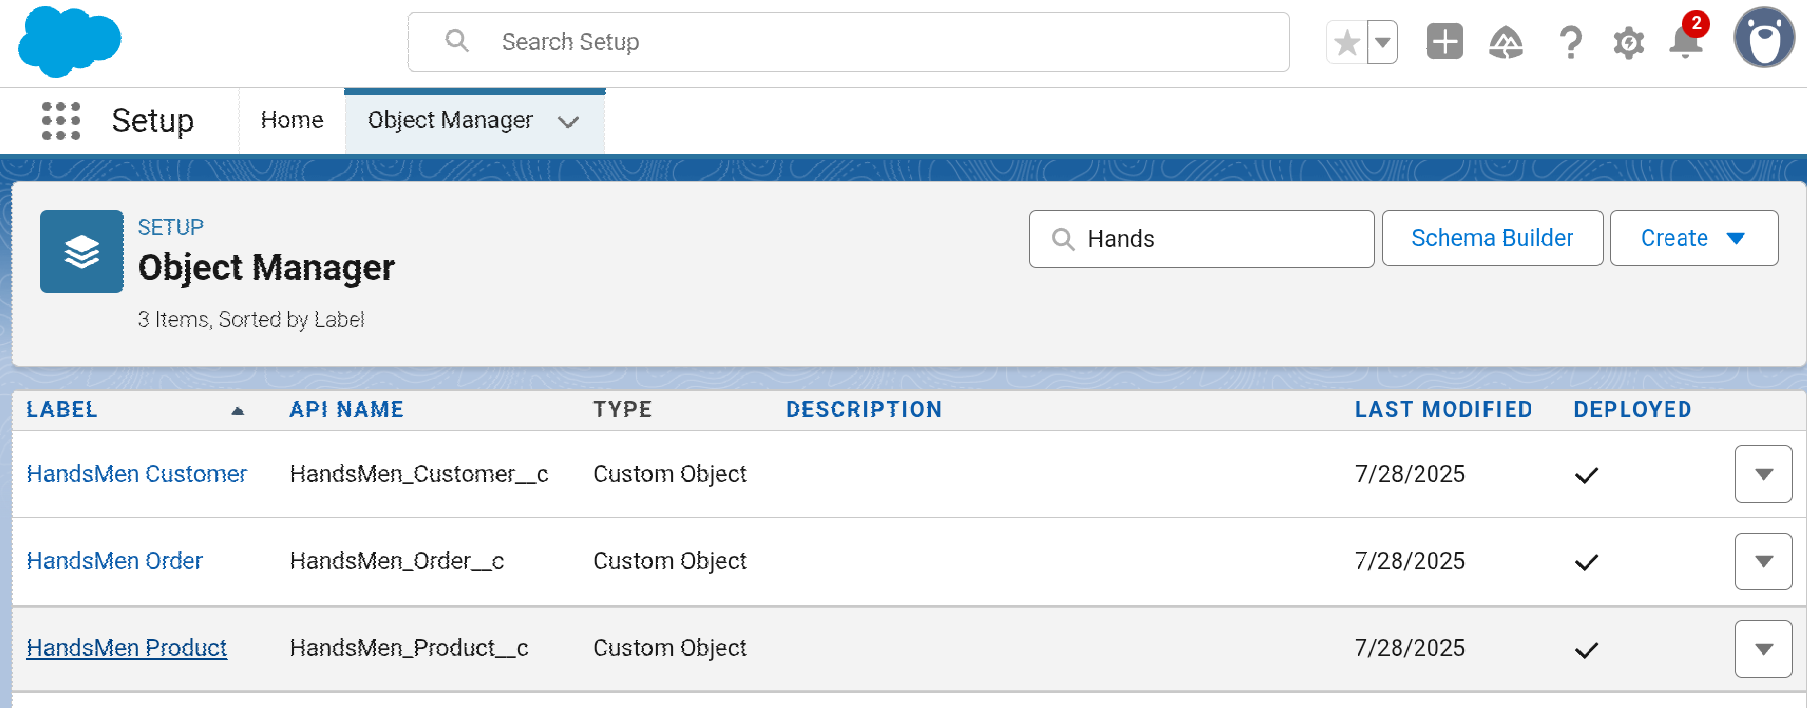 Search Setup
2
Setup
Home
Object Manager
SETUP
Object Manager
3 Items, Sorted by Label
Hands
Schema Builder
Create
LABEL API NAME TYPE DESCRIPTION LAST MODIFIED DEPLOYED
HandsMen Customer HandsMen_Customer__c Custom Object 7/28/2025
HandsMen Order HandsMen_Order__c Custom Object 7/28/2025
HandsMen Product HandsMen_Product__c Custom Object 7/28/2025